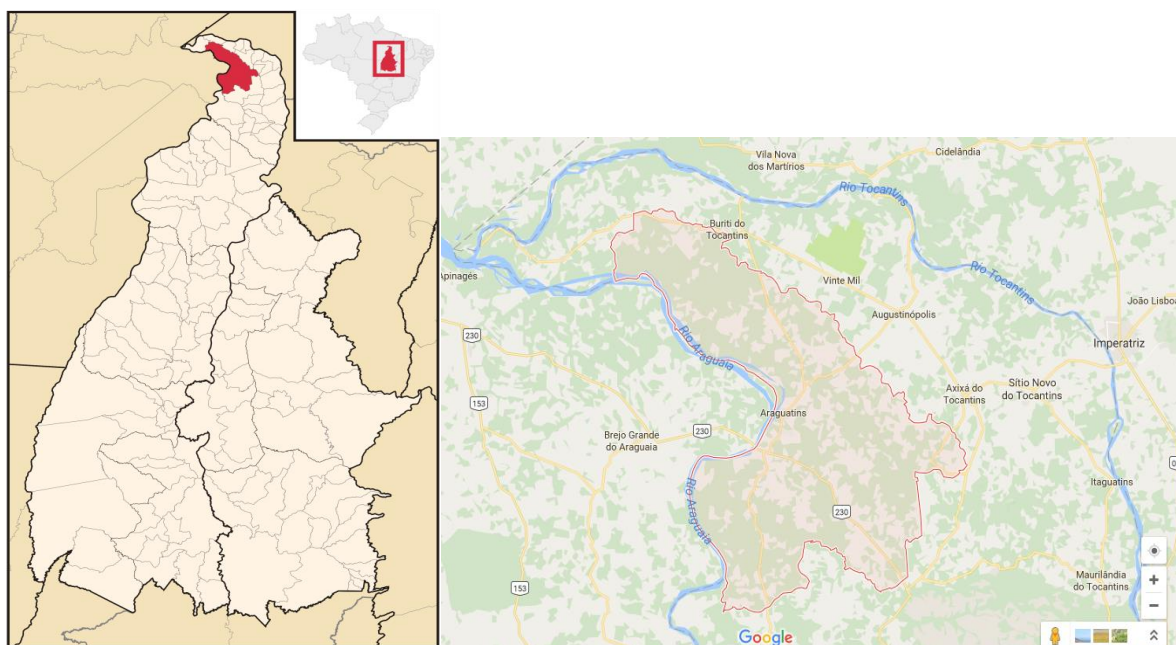 Vila Nova
dos Martírios
Cidelândia
Rio Tocantins
Buriti do
Tocantins
Apinagés
Vinte Mil
Rio Tocantins
João Lisboa
Augustinópolis
230
Rio Araguaia
Imperatriz
153
Araguatins
Axixá do
Tocantins
Sítio Novo
do Tocantins
Brejo Grande
do Araguaia
230
Rio Araguaia
Itaguatins
230
153
Maurilândia
do Tocantins
Google